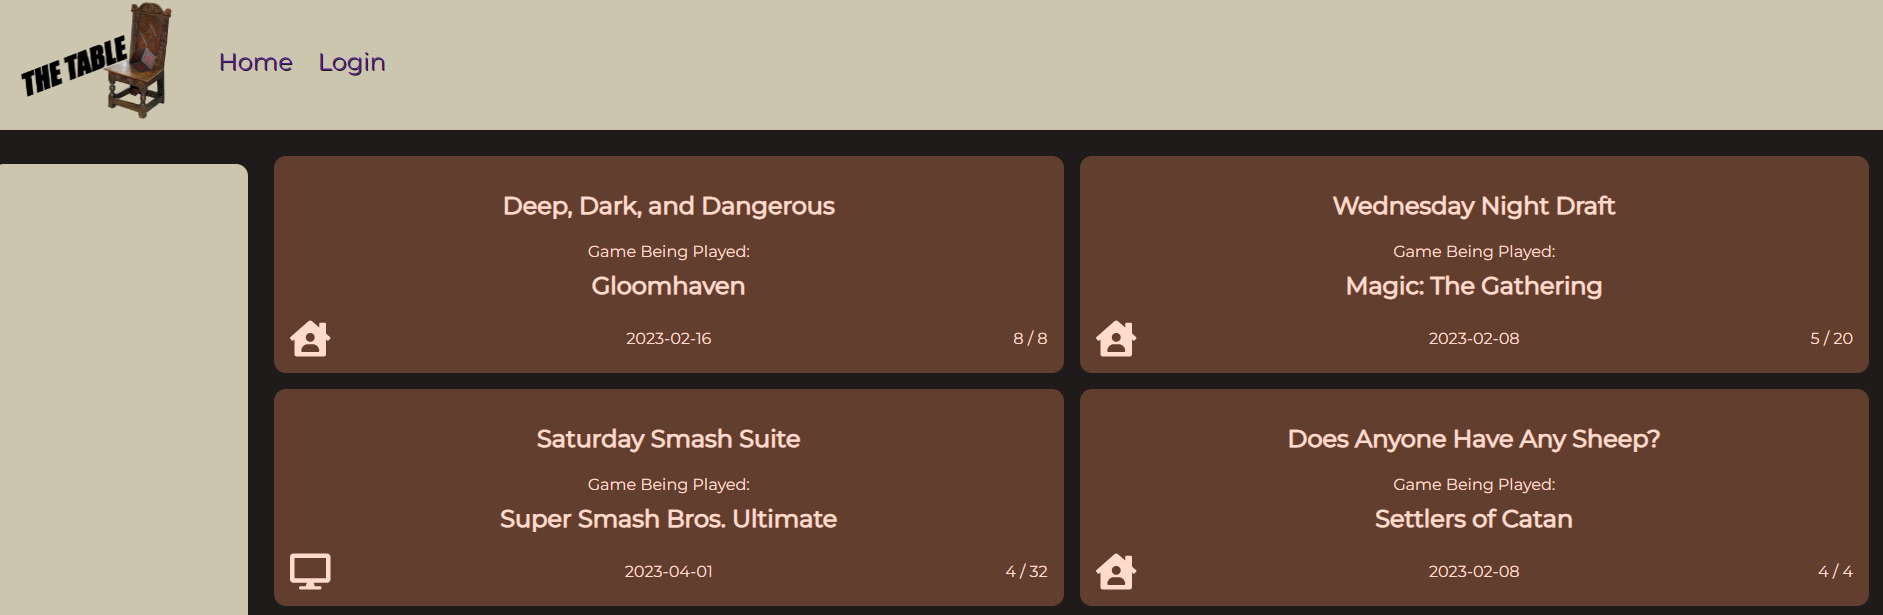 THE TABLE
Home Login
Deep, Dark, and Dangerous
Game Being Played:
Gloomhaven
2023-02-16
8 / 8
Wednesday Night Draft
Game Being Played:
Magic: The Gathering
2023-02-08
5 / 20
Saturday Smash Suite
Game Being Played:
Super Smash Bros. Ultimate
2023-04-01
4 / 32
Does Anyone Have Any Sheep?
Game Being Played:
Settlers of Catan
2023-02-08
4 / 4